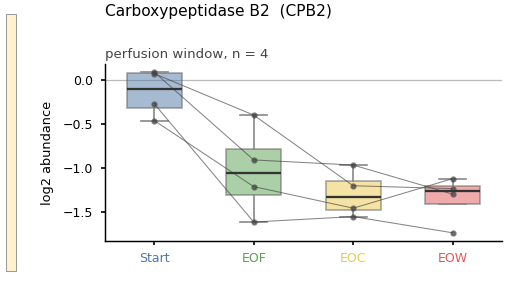 Carboxypeptidase B2 (CPB2)
perfusion window, n = 4
log2 abundance
0.0
−0.5
−1.0
−1.5
Start EOF EOC EOW